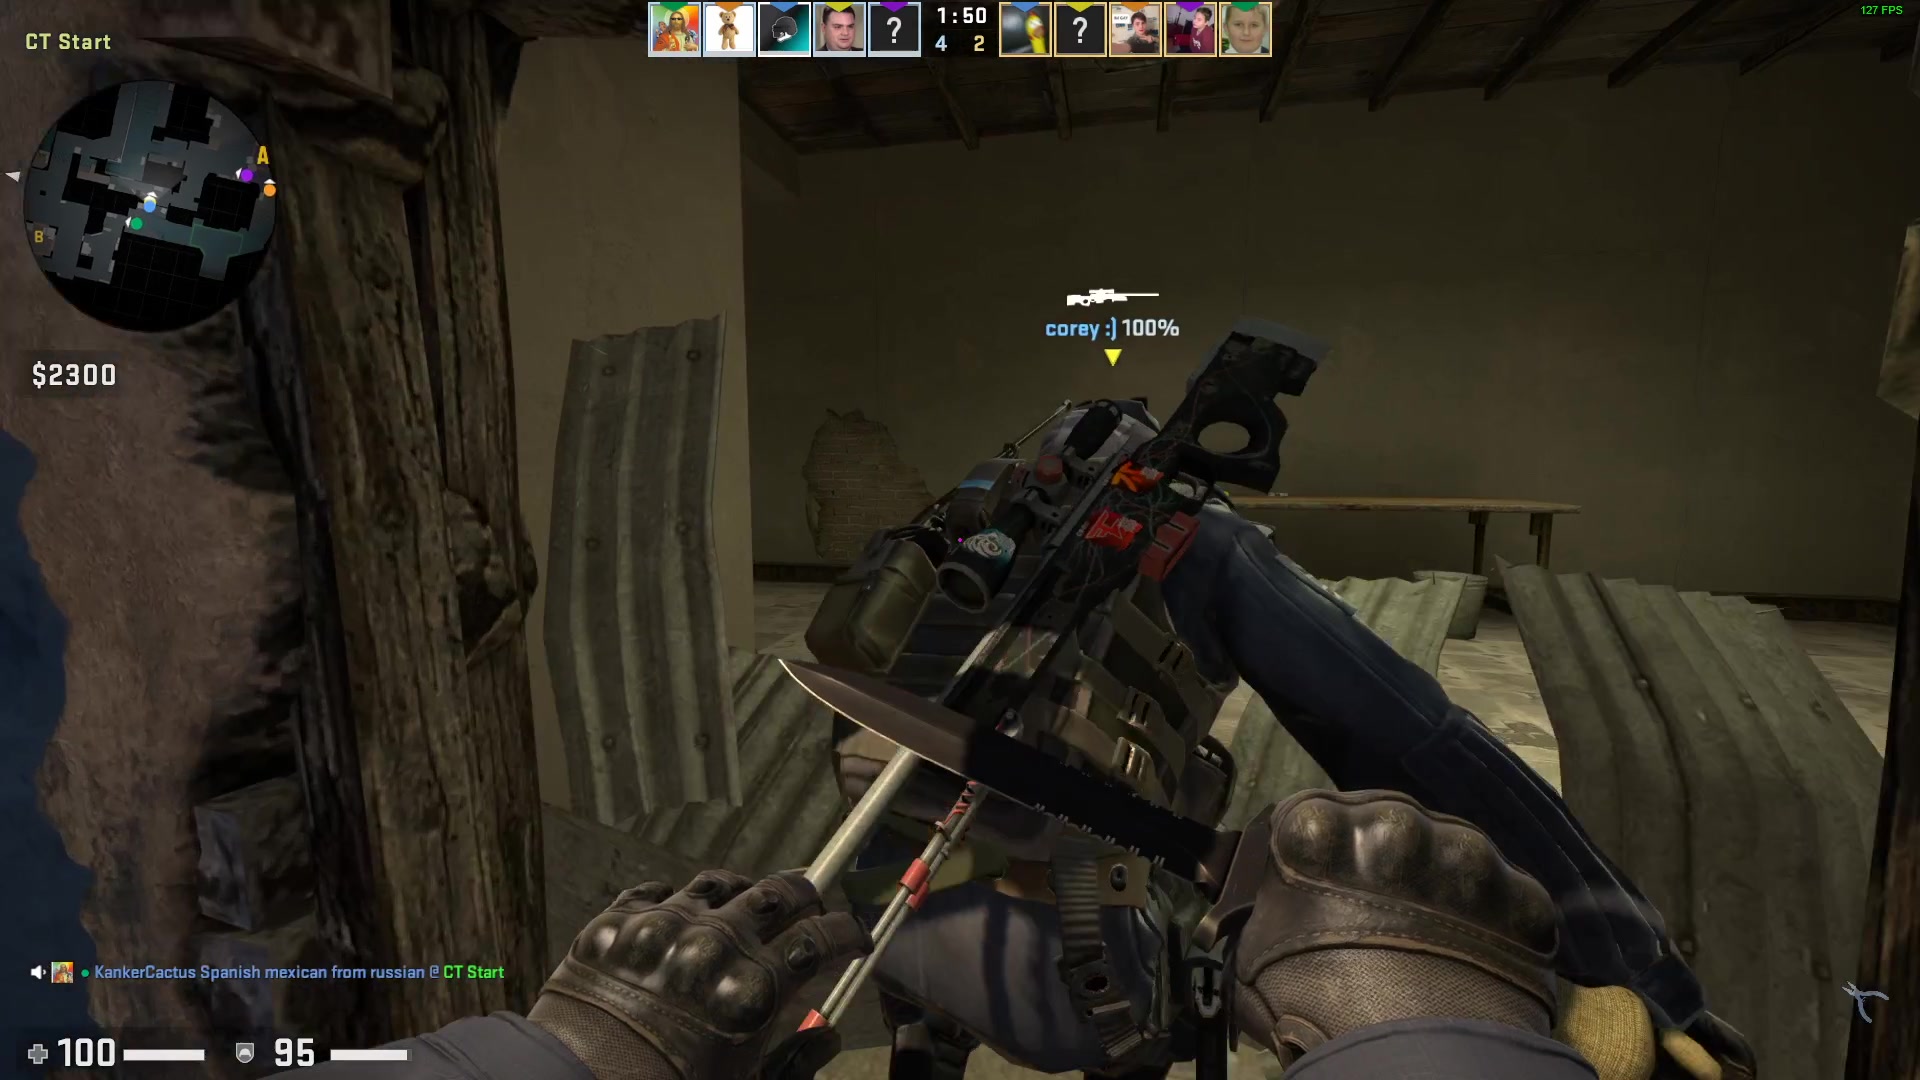 127 FPS
CT Start
1:50
4 2
? ?
A
B
$2300
corey :) 100%
KankerCactus Spanish mexican from russian @ CT Start
100 95